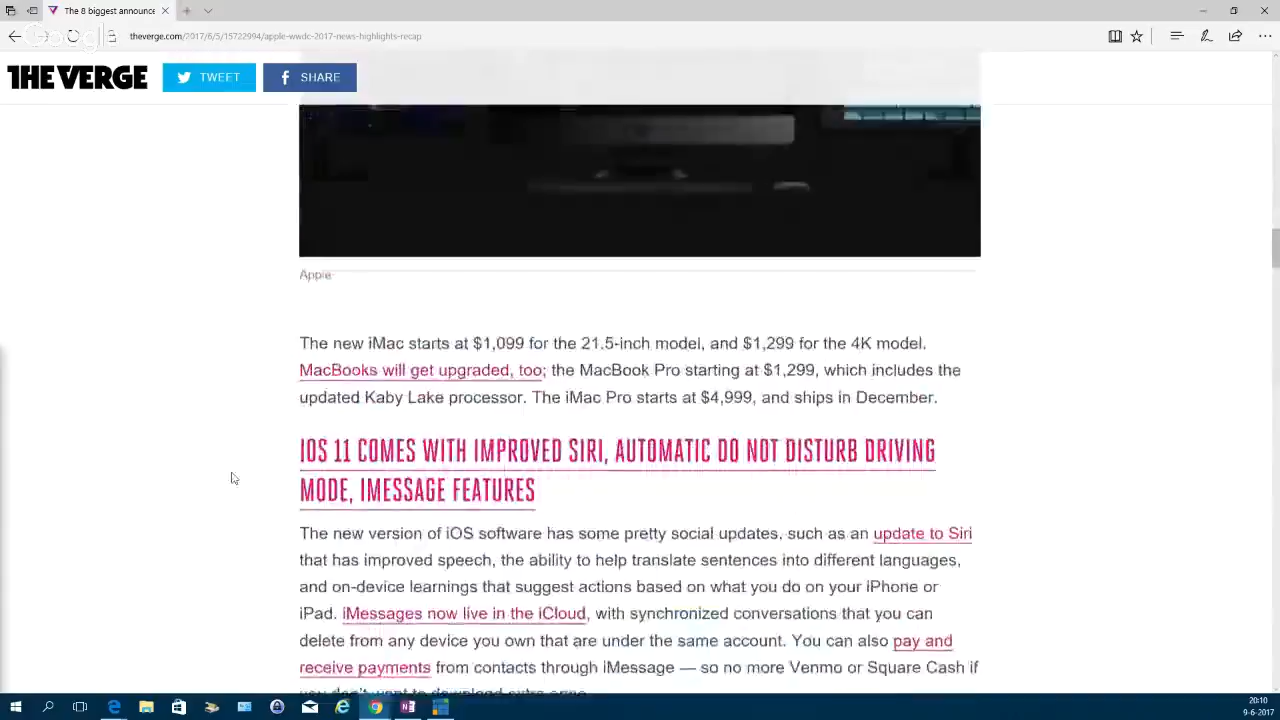 The 8 biggest announce
theverge.com/2017/6/5/15722994/apple-wwdc-2017-news-highlights-recap
THE VERGE
TWEET
SHARE
Apple
The new iMac starts at $1,099 for the 21.5-inch model, and $1,299 for the 4K model.
MacBooks will get upgraded, too; the MacBook Pro starting at $1,299, which includes the
updated Kaby Lake processor. The iMac Pro starts at $4,999, and ships in December.
IOS 11 COMES WITH IMPROVED SIRI, AUTOMATIC DO NOT DISTURB DRIVING
MODE, IMESSAGE FEATURES
The new version of iOS software has some pretty social updates, such as an update to Siri
that has improved speech, the ability to help translate sentences into different languages,
and on-device learnings that suggest actions based on what you do on your iPhone or
iPad. iMessages now live in the iCloud, with synchronized conversations that you can
delete from any device you own that are under the same account. You can also pay and
receive payments from contacts through iMessage — so no more Venmo or Square Cash if
you don't want to download extra apps
20:10
9-6-2017